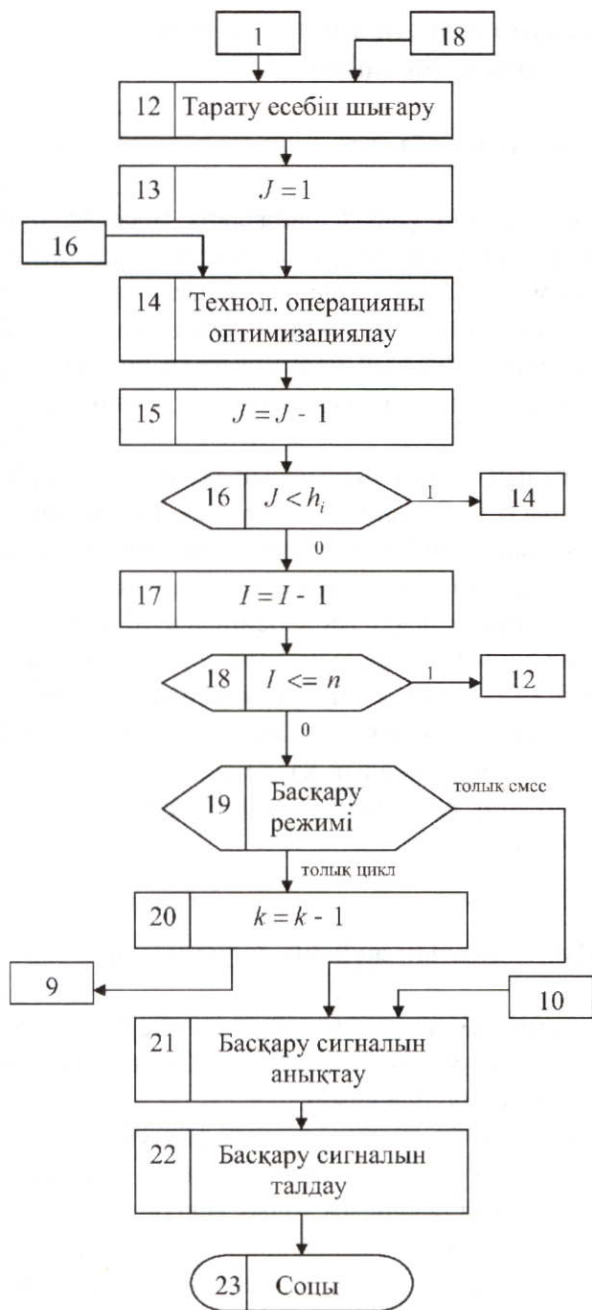 1
18
12 Тарату есебін шығару
13 J = 1
16
14 Технол. операцияны
оптимизациялау
15 J = J - 1
16 J < hᵢ
1
14
0
17 I = I - 1
18 I <= n
1
12
0
19 Басқару
режимі
толық емес
толық цикл
20 k = k - 1
9
10
21 Басқару сигналын
анықтау
22 Басқару сигналын
талдау
23 Соңы